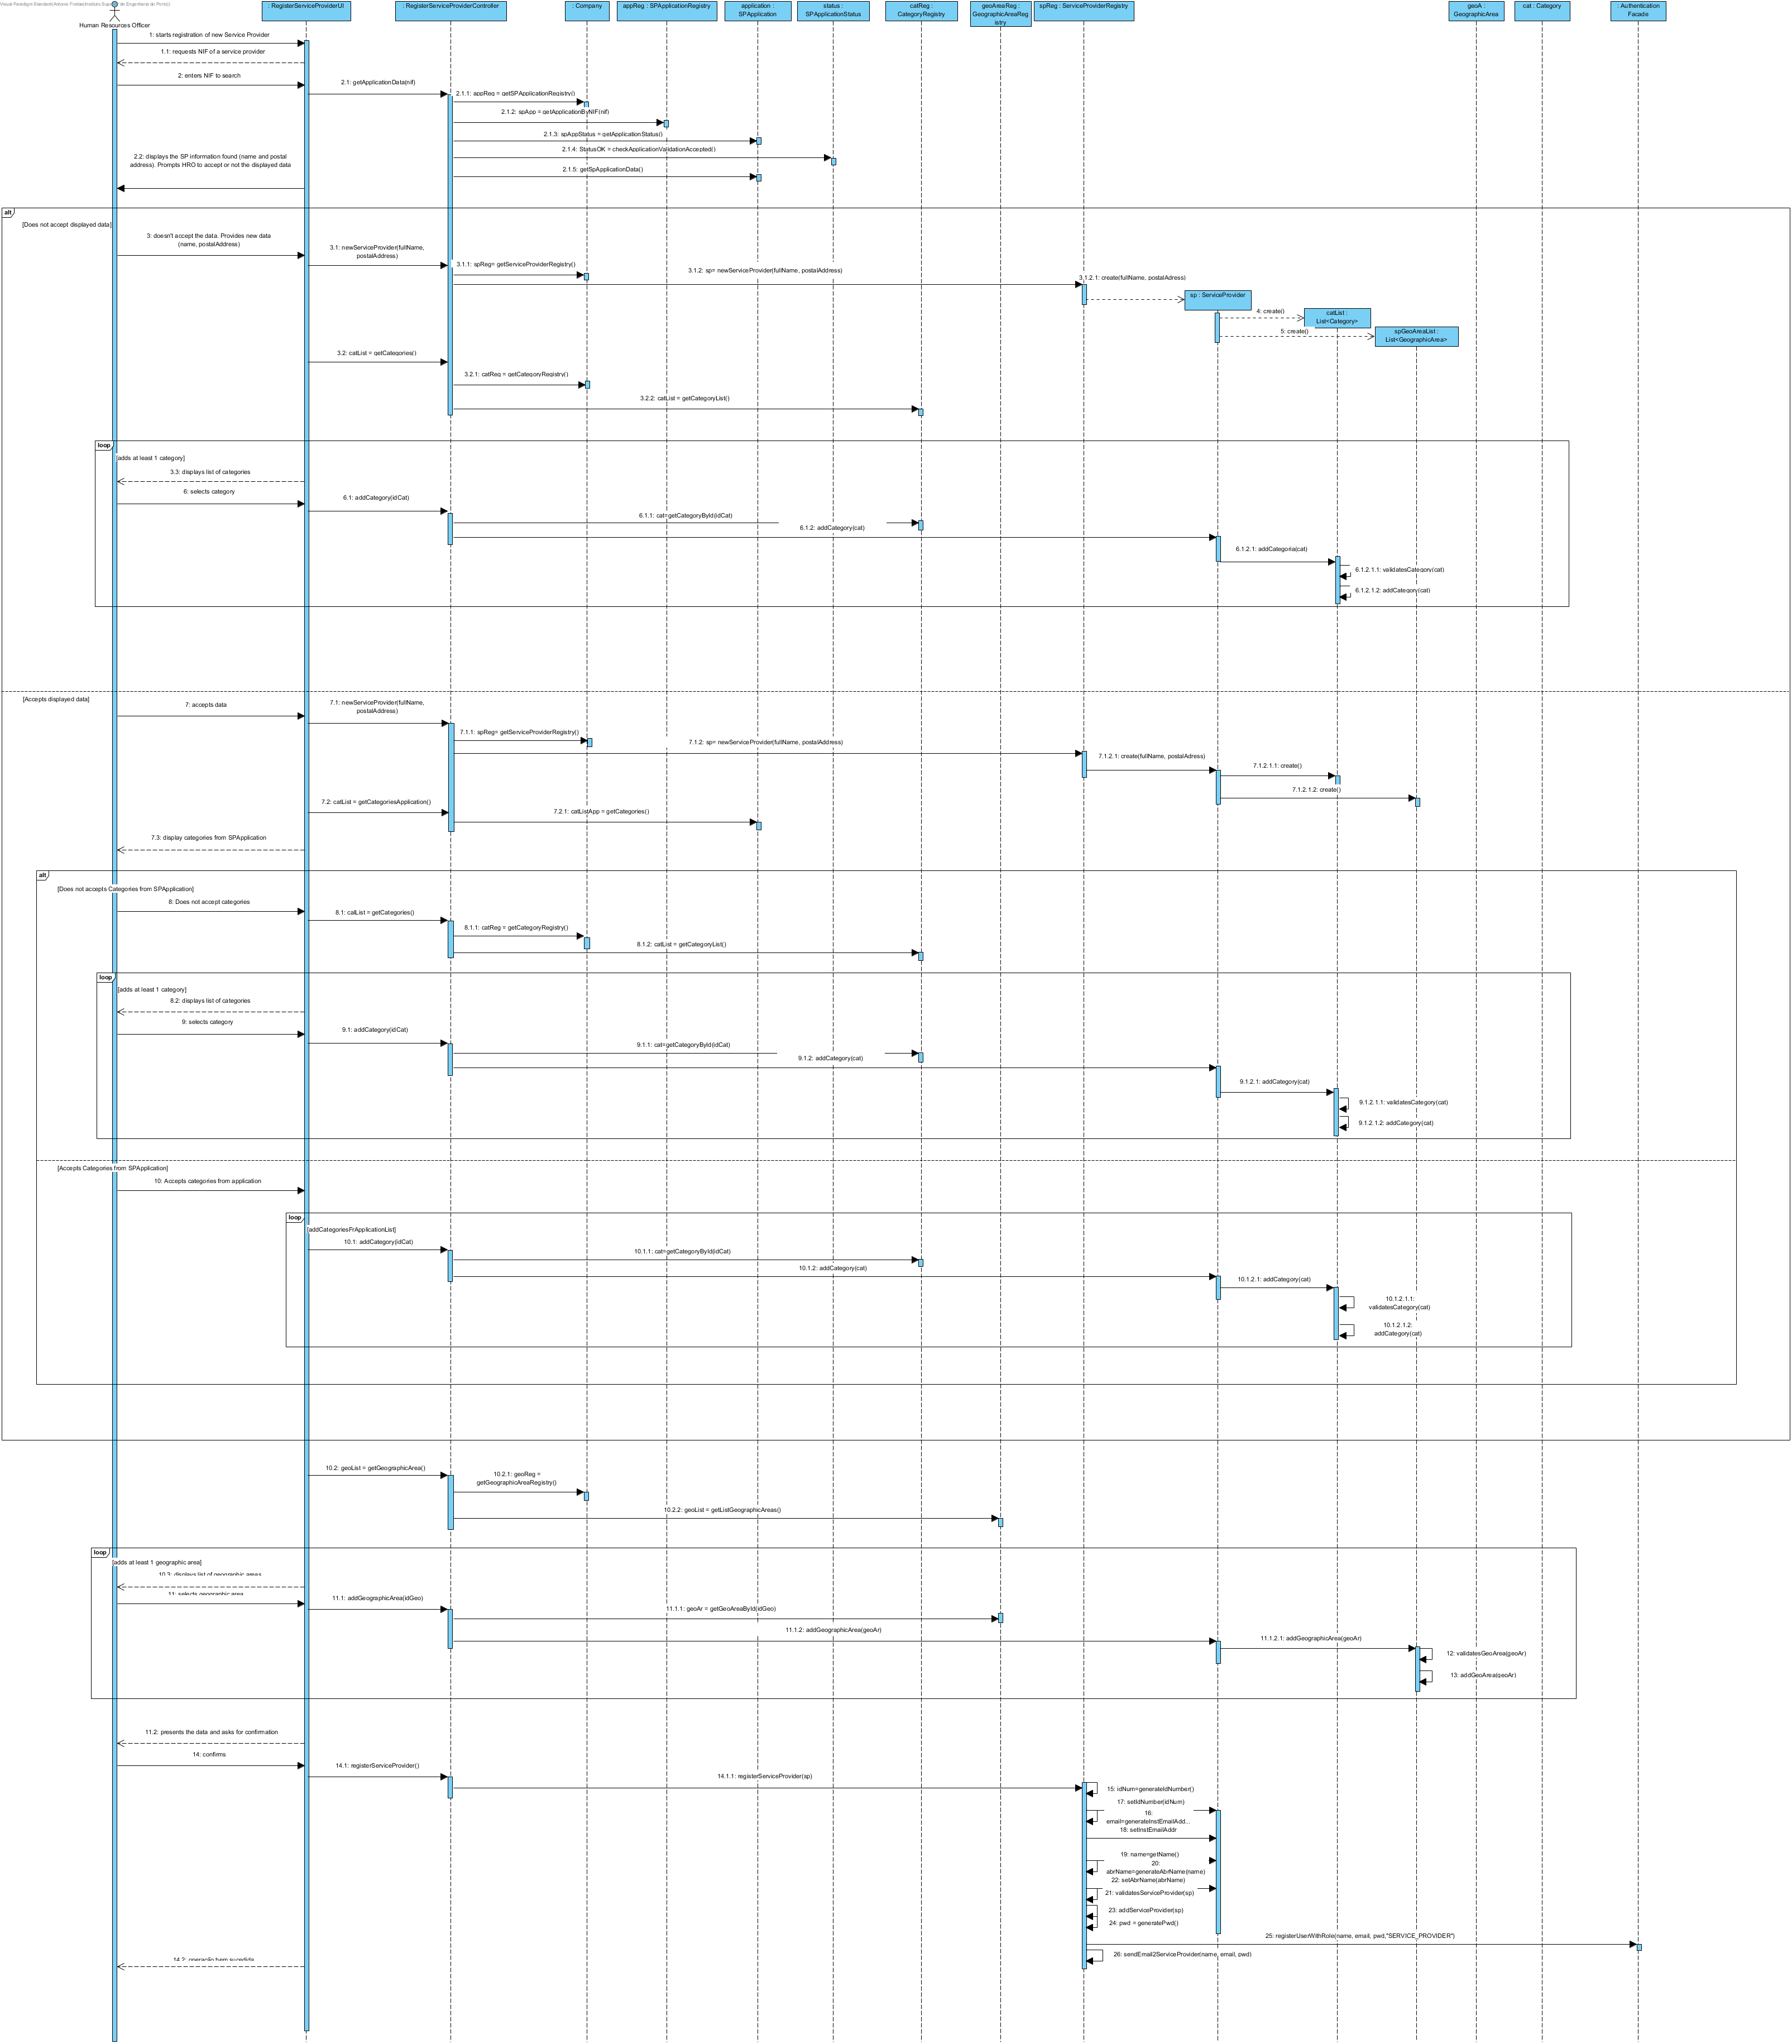 Visual Paradigm Standard(Antonio Fontes(Instituto Superior de Engenharia do Porto))
Human Resources Officer
: RegisterServiceProviderUI
: RegisterServiceProviderController
: Company
appReg : SPApplicationRegistry
application :
SPApplication
status :
SPApplicationStatus
catReg :
CategoryRegistry
geoAreaReg :
GeographicAreaReg
istry
spReg : ServiceProviderRegistry
geoA :
GeographicArea
cat : Category
: Authentication
Facade
1: starts registration of new Service Provider
1.1: requests NIF of a service provider
2: enters NIF to search
2.1: getApplicationData(nif)
2.1.1: appReg = getSPApplicationRegistry()
2.1.2: spApp = getApplicationByNIF(nif)
2.1.3: spAppStatus = getApplicationStatus()
2.1.4: StatusOK = checkApplicationValidationAccepted()
2.1.5: getSpApplicationData()
2.2: displays the SP information found (name and postal
address). Prompts HRO to accept or not the displayed data
alt
[Does not accept displayed data]
3: doesn't accept the data. Provides new data
(name, postalAddress)
3.1: newServiceProvider(fullName,
postalAddress)
3.1.1: spReg= getServiceProviderRegistry()
3.1.2: sp= newServiceProvider(fullName, postalAddress)
3.1.2.1: create(fullName, postalAdress)
sp : ServiceProvider
4: create()
catList :
List<Category>
5: create()
spGeoAreaList :
List<GeographicArea>
3.2: catList = getCategories()
3.2.1: catReg = getCategoryRegistry()
3.2.2: catList = getCategoryList()
loop
[adds at least 1 category]
3.3: displays list of categories
6: selects category
6.1: addCategory(idCat)
6.1.1: cat=getCategoryById(idCat)
6.1.2: addCategory(cat)
6.1.2.1: addCategoria(cat)
6.1.2.1.1: validatesCategory(cat)
6.1.2.1.2: addCategory(cat)
[Accepts displayed data]
7: accepts data
7.1: newServiceProvider(fullName,
postalAddress)
7.1.1: spReg= getServiceProviderRegistry()
7.1.2: sp= newServiceProvider(fullName, postalAddress)
7.1.2.1: create(fullName, postalAdress)
7.1.2.1.1: create()
7.1.2.1.2: create()
7.2: catList = getCategoriesApplication()
7.2.1: catListApp = getCategories()
7.3: display categories from SPApplication
alt
[Does not accepts Categories from SPApplication]
8: Does not accept categories
8.1: calList = getCategories()
8.1.1: catReg = getCategoryRegistry()
8.1.2: catList = getCategoryList()
loop
[adds at least 1 category]
8.2: displays list of categories
9: selects category
9.1: addCategory(idCat)
9.1.1: cat=getCategoryById(idCat)
9.1.2: addCategory(cat)
9.1.2.1: addCategory(cat)
9.1.2.1.1: validatesCategory(cat)
9.1.2.1.2: addCategory(cat)
[Accepts Categories from SPApplication]
10: Accepts categories from application
loop
[addCategoriesFrApplicationList]
10.1: addCategory(idCat)
10.1.1: cat=getCategoryById(idCat)
10.1.2: addCategory(cat)
10.1.2.1: addCategory(cat)
10.1.2.1.1:
validatesCategory(cat)
10.1.2.1.2:
addCategory(cat)
10.2: geoList = getGeographicArea()
10.2.1: geoReg =
getGeographicAreaRegistry()
10.2.2: geoList = getListGeographicAreas()
loop
[adds at least 1 geographic area]
10.3: displays list of geographic areas
11: selects geographic area
11.1: addGeographicArea(idGeo)
11.1.1: geoAr = getGeoAreaById(idGeo)
11.1.2: addGeographicArea(geoAr)
11.1.2.1: addGeographicArea(geoAr)
12: validatesGeoArea(geoAr)
13: addGeoArea(geoAr)
11.2: presents the data and asks for confirmation
14: confirms
14.1: registerServiceProvider()
14.1.1: registerServiceProvider(sp)
15: idNum=generateIdNumber()
17: setIdNumber(idNum)
16:
email=generateInstEmailAdd...
18: setInstEmailAddr
19: name=getName()
20:
abrName=generateAbrName(name)
22: setAbrName(abrName)
21: validatesServiceProvider(sp)
23: addServiceProvider(sp)
24: pwd = generatePwd()
25: registerUserWithRole(name, email, pwd,"SERVICE_PROVIDER")
26: sendEmail2ServiceProvider(name, email, pwd)
14.2: